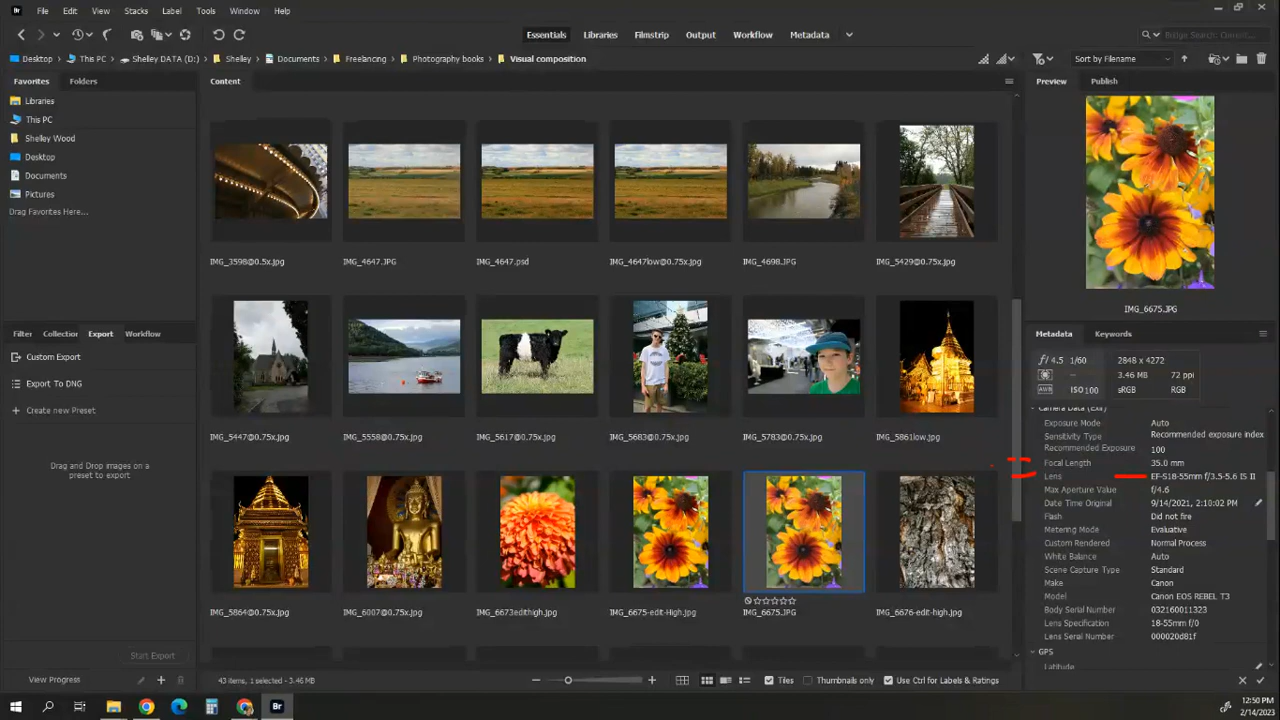 Br File Edit View Stacks Label Tools Window Help
Essentials Libraries Filmstrip Output Workflow Metadata
Desktop > This PC > Shelley DATA (D:) > Shelley > Documents > Freelancing > Photography books > Visual composition
Sort by Filename
Favorites Folders
Libraries
This PC
Shelley Wood
Desktop
Documents
Pictures
Drag Favorites Here...
Filter Collection Export Workflow
Custom Export
Export To DNG
Create new Preset
Drag and Drop images on a
preset to export
Start Export
View Progress
Content
IMG_3598@0.5x.jpg IMG_4647.JPG IMG_4647.psd IMG_4647low@0.75x.jpg IMG_4698.JPG IMG_5429@0.75x.jpg
IMG_5447@0.75x.jpg IMG_5558@0.75x.jpg IMG_5617@0.75x.jpg IMG_5683@0.75x.jpg IMG_5783@0.75x.jpg IMG_5861low.jpg
IMG_5864@0.75x.jpg IMG_6007@0.75x.jpg IMG_6673edithigh.jpg IMG_6675-edit-High.jpg IMG_6675.JPG IMG_6676-edit-high.jpg
43 items, 1 selected - 3.46 MB
Tiles Thumbnails only Use Ctrl for Labels & Ratings
Preview Publish
IMG_6675.JPG
Metadata Keywords
f/ 4.5 1/60 2848 x 4272
-- 3.46 MB 72 ppi
AWB ISO100 sRGB RGB
Camera Data (Exif)
Exposure Mode Auto
Sensitivity Type Recommended exposure index
Recommended Exposure 100
Focal Length 35.0 mm
Lens EF-S18-55mm f/3.5-5.6 IS II
Max Aperture Value f/4.6
Date Time Original 9/14/2021, 2:10:02 PM
Flash Did not fire
Metering Mode Evaluative
Custom Rendered Normal Process
White Balance Auto
Scene Capture Type Standard
Make Canon
Model Canon EOS REBEL T3
Body Serial Number 032160011323
Lens Specification 18-55mm f/0
Lens Serial Number 000020d81f
GPS
Latitude
Br
12:50 PM
2/14/2023